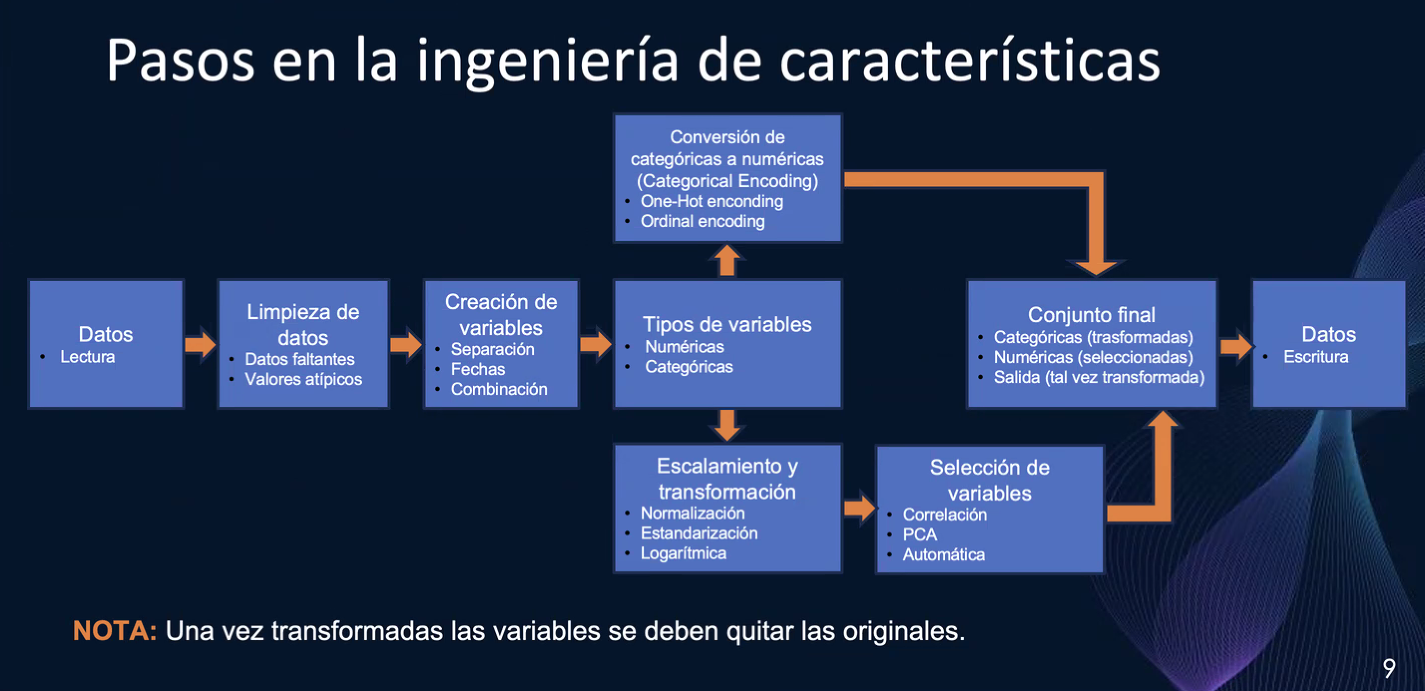 Pasos en la ingeniería de características
Conversión de
categóricas a numéricas
(Categorical Encoding)
• One-Hot enconding
• Ordinal encoding
Datos
• Lectura
Limpieza de
datos
• Datos faltantes
• Valores atípicos
Creación de
variables
• Separación
• Fechas
• Combinación
Tipos de variables
• Numéricas
• Categóricas
Escalamiento y
transformación
• Normalización
• Estandarización
• Logarítmica
Selección de
variables
• Correlación
• PCA
• Automática
Conjunto final
• Categóricas (trasformadas)
• Numéricas (seleccionadas)
• Salida (tal vez transformada)
Datos
• Escritura
NOTA: Una vez transformadas las variables se deben quitar las originales.
9